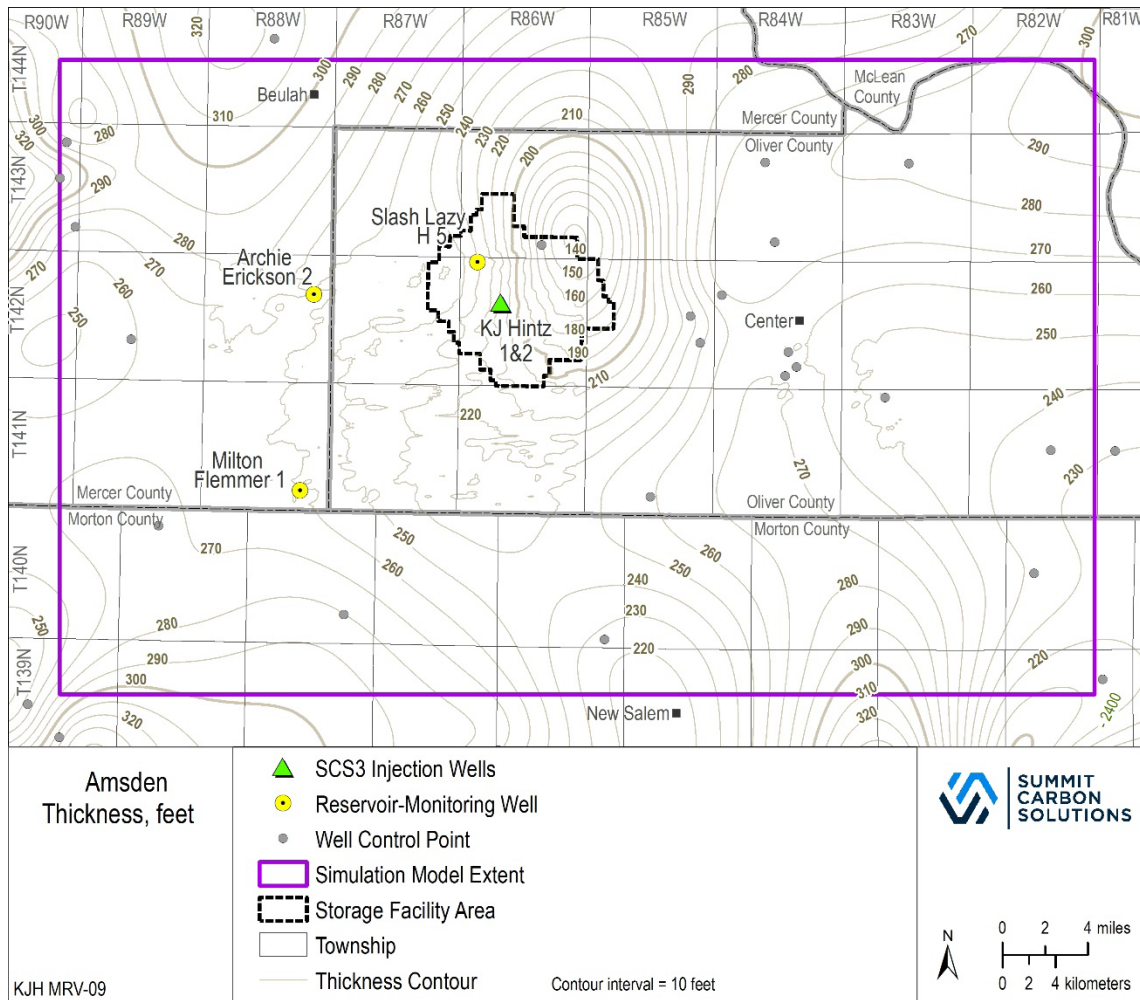 R90W
R89W
R88W
R87W
R86W
R85W
R84W
R83W
R82W
R81W
T144N
T143N
T142N
T141N
T140N
T139N
320
300
290
280
270
260
250
240
230
220
210
200
290
280
270
300
McLean
County
Beulah
310
Mercer County
Oliver County
300
320
280
290
290
280
Slash Lazy
H 5
Archie
Erickson 2
270
270
250
260
140
150
160
180
190
210
KJ Hintz
1&2
270
260
250
Center
240
220
230
270
Milton
Flemmer 1
Mercer County
Morton County
Oliver County
Morton County
270
250
260
260
240
230
220
280
290
300
310
320
220
250
280
290
300
320
New Salem
-2400
Amsden
Thickness, feet
KJH MRV-09
SCS3 Injection Wells
Reservoir-Monitoring Well
Well Control Point
Simulation Model Extent
Storage Facility Area
Township
Thickness Contour
Contour interval = 10 feet
SUMMIT
CARBON
SOLUTIONS
N
0 2 4 miles
0 2 4 kilometers